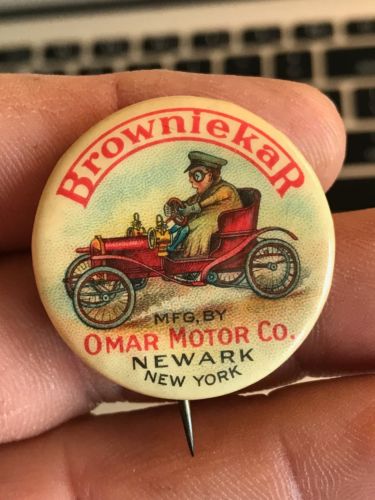 BrowniekaR
MFG. BY
OMAR MOTOR CO.
NEWARK
NEW YORK